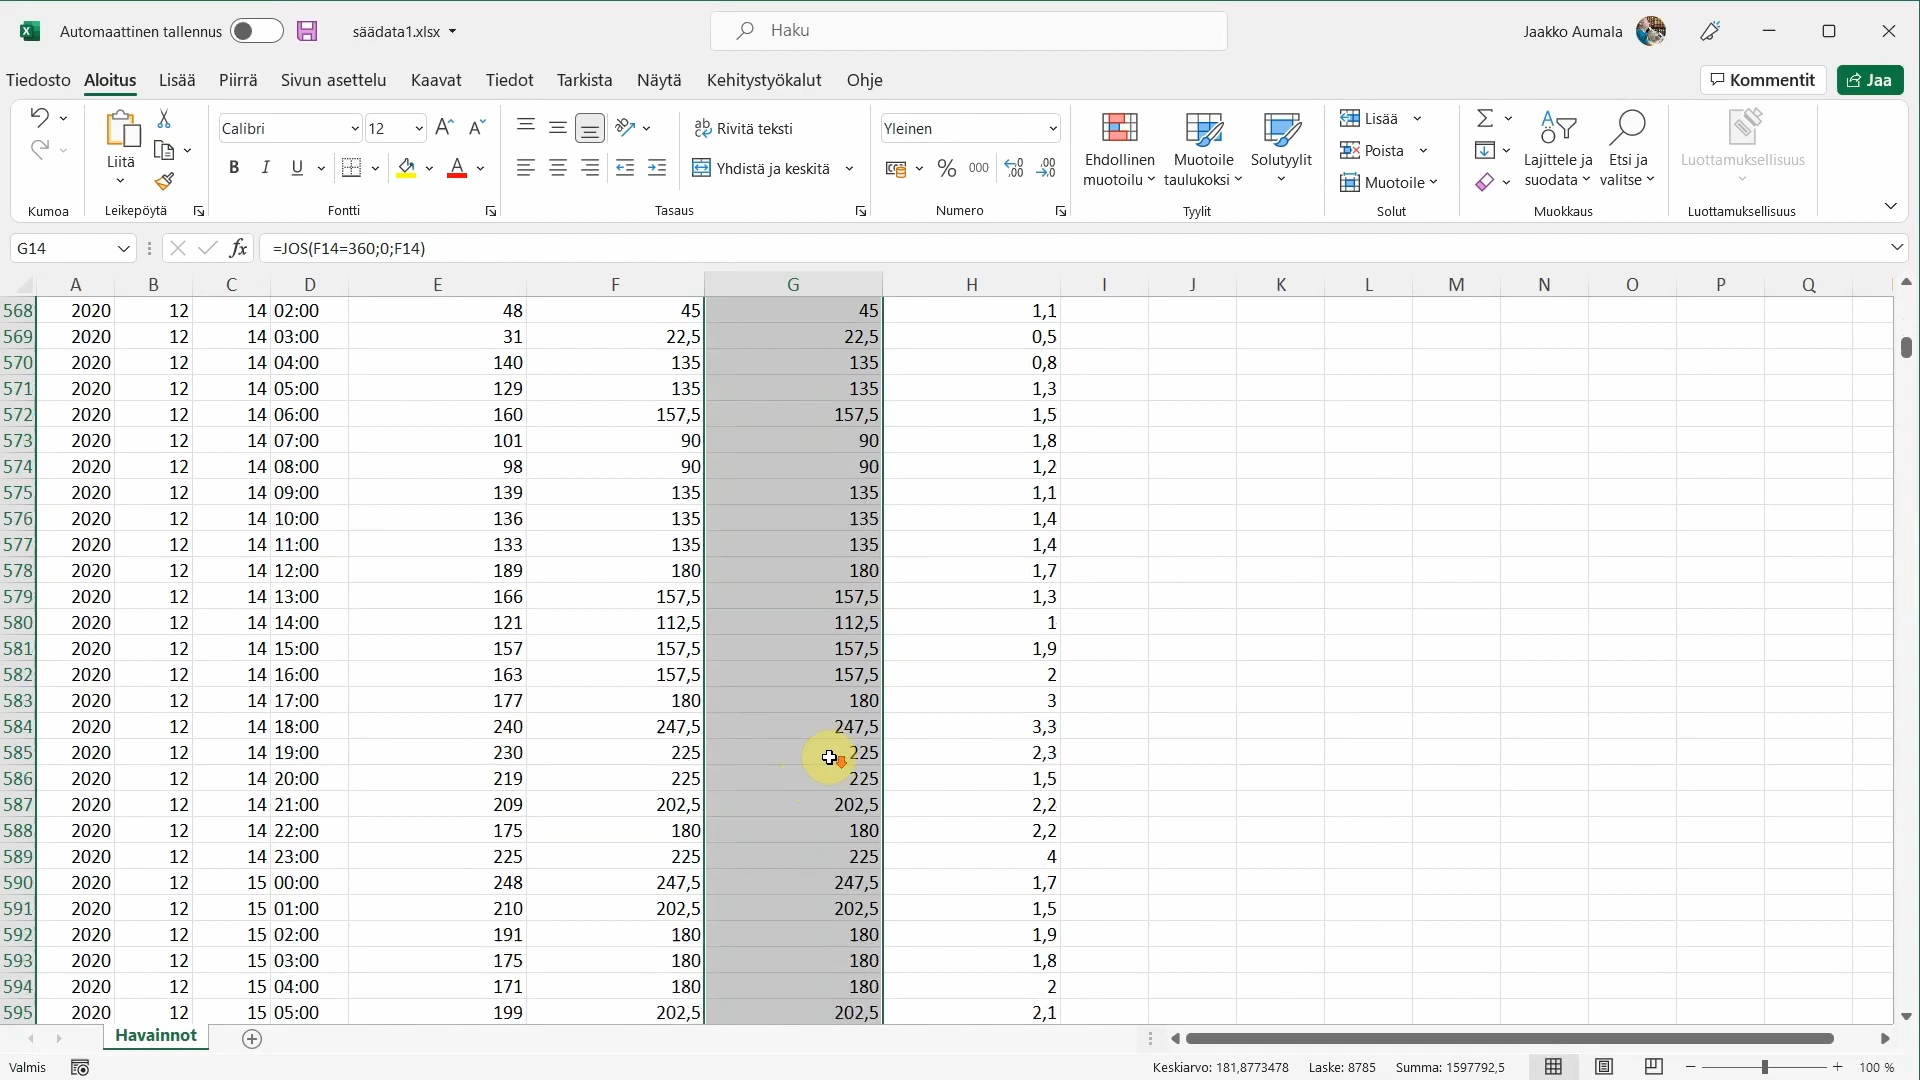 Automaattinen tallennus säädata1.xlsx Haku Jaakko Aumala
Tiedosto Aloitus Lisää Piirrä Sivun asettelu Kaavat Tiedot Tarkista Näytä Kehitystyökalut Ohje Kommentit Jaa
Calibri 12 Rivitä teksti Yleinen Lisää
Liitä Ehdollinen muotoilu Muotoile taulukoksi Solutyylit Poista Lajittele ja suodata Etsi ja valitse Luottamuksellisuus
B I U Yhdistä ja keskitä % 000 Muotoile
Kumoa Leikepöytä Fontti Tasaus Numero Tyylit Solut Muokkaus Luottamuksellisuus
G14 fx =JOS(F14=360;0;F14)
A B C D E F G H I J K L M N O P Q
568 2020 12 14 02:00 48 45 45 1,1
569 2020 12 14 03:00 31 22,5 22,5 0,5
570 2020 12 14 04:00 140 135 135 0,8
571 2020 12 14 05:00 129 135 135 1,3
572 2020 12 14 06:00 160 157,5 157,5 1,5
573 2020 12 14 07:00 101 90 90 1,8
574 2020 12 14 08:00 98 90 90 1,2
575 2020 12 14 09:00 139 135 135 1,1
576 2020 12 14 10:00 136 135 135 1,4
577 2020 12 14 11:00 133 135 135 1,4
578 2020 12 14 12:00 189 180 180 1,7
579 2020 12 14 13:00 166 157,5 157,5 1,3
580 2020 12 14 14:00 121 112,5 112,5 1
581 2020 12 14 15:00 157 157,5 157,5 1,9
582 2020 12 14 16:00 163 157,5 157,5 2
583 2020 12 14 17:00 177 180 180 3
584 2020 12 14 18:00 240 247,5 247,5 3,3
585 2020 12 14 19:00 230 225 225 2,3
586 2020 12 14 20:00 219 225 225 1,5
587 2020 12 14 21:00 209 202,5 202,5 2,2
588 2020 12 14 22:00 175 180 180 2,2
589 2020 12 14 23:00 225 225 225 4
590 2020 12 15 00:00 248 247,5 247,5 1,7
591 2020 12 15 01:00 210 202,5 202,5 1,5
592 2020 12 15 02:00 191 180 180 1,9
593 2020 12 15 03:00 175 180 180 1,8
594 2020 12 15 04:00 171 180 180 2
595 2020 12 15 05:00 199 202,5 202,5 2,1
Havainnot
Valmis Keskiarvo: 181,8773478 Laske: 8785 Summa: 1597792,5 100 %